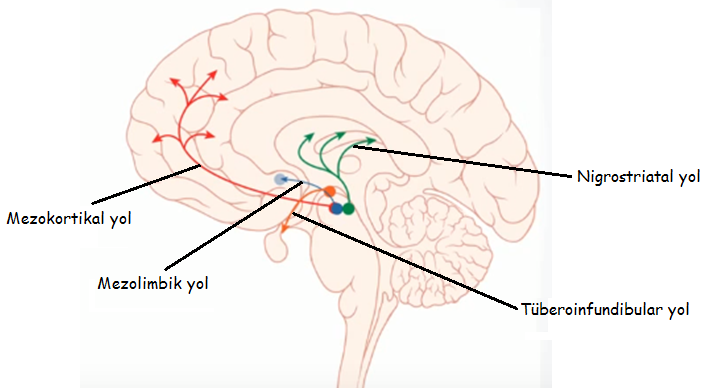 Nigrostriatal yol
Mezokortikal yol
Mezolimbik yol
Tüberoinfundibular yol